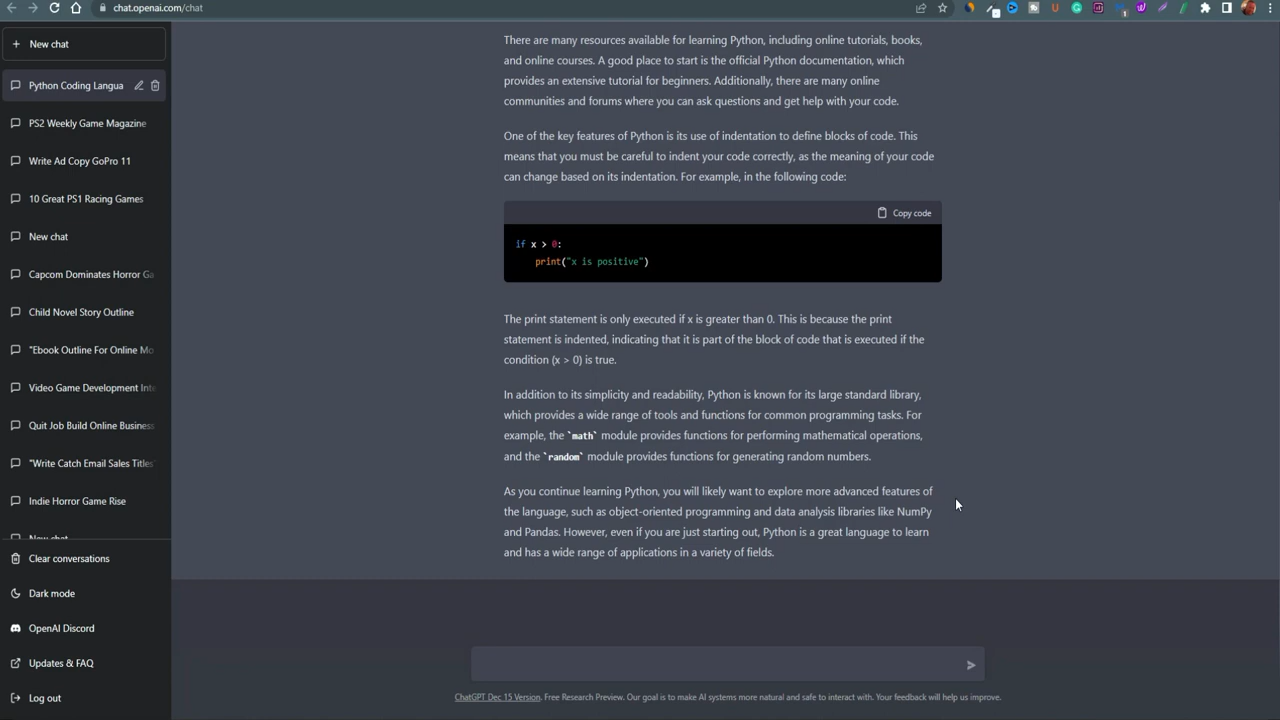 chat.openai.com/chat
New chat
Python Coding Langua
PS2 Weekly Game Magazine
Write Ad Copy GoPro 11
10 Great PS1 Racing Games
New chat
Capcom Dominates Horror Ga
Child Novel Story Outline
"Ebook Outline For Online Mo
Video Game Development Inte
Quit Job Build Online Business
"Write Catch Email Sales Titles"
Indie Horror Game Rise
New chat
Clear conversations
Dark mode
OpenAI Discord
Updates & FAQ
Log out
There are many resources available for learning Python, including online tutorials, books,
and online courses. A good place to start is the official Python documentation, which
provides an extensive tutorial for beginners. Additionally, there are many online
communities and forums where you can ask questions and get help with your code.
One of the key features of Python is its use of indentation to define blocks of code. This
means that you must be careful to indent your code correctly, as the meaning of your code
can change based on its indentation. For example, in the following code:
Copy code
if x > 0:
    print("x is positive")
The print statement is only executed if x is greater than 0. This is because the print
statement is indented, indicating that it is part of the block of code that is executed if the
condition (x > 0) is true.
In addition to its simplicity and readability, Python is known for its large standard library,
which provides a wide range of tools and functions for common programming tasks. For
example, the `math` module provides functions for performing mathematical operations,
and the `random` module provides functions for generating random numbers.
As you continue learning Python, you will likely want to explore more advanced features of
the language, such as object-oriented programming and data analysis libraries like NumPy
and Pandas. However, even if you are just starting out, Python is a great language to learn
and has a wide range of applications in a variety of fields.
ChatGPT Dec 15 Version. Free Research Preview. Our goal is to make AI systems more natural and safe to interact with. Your feedback will help us improve.